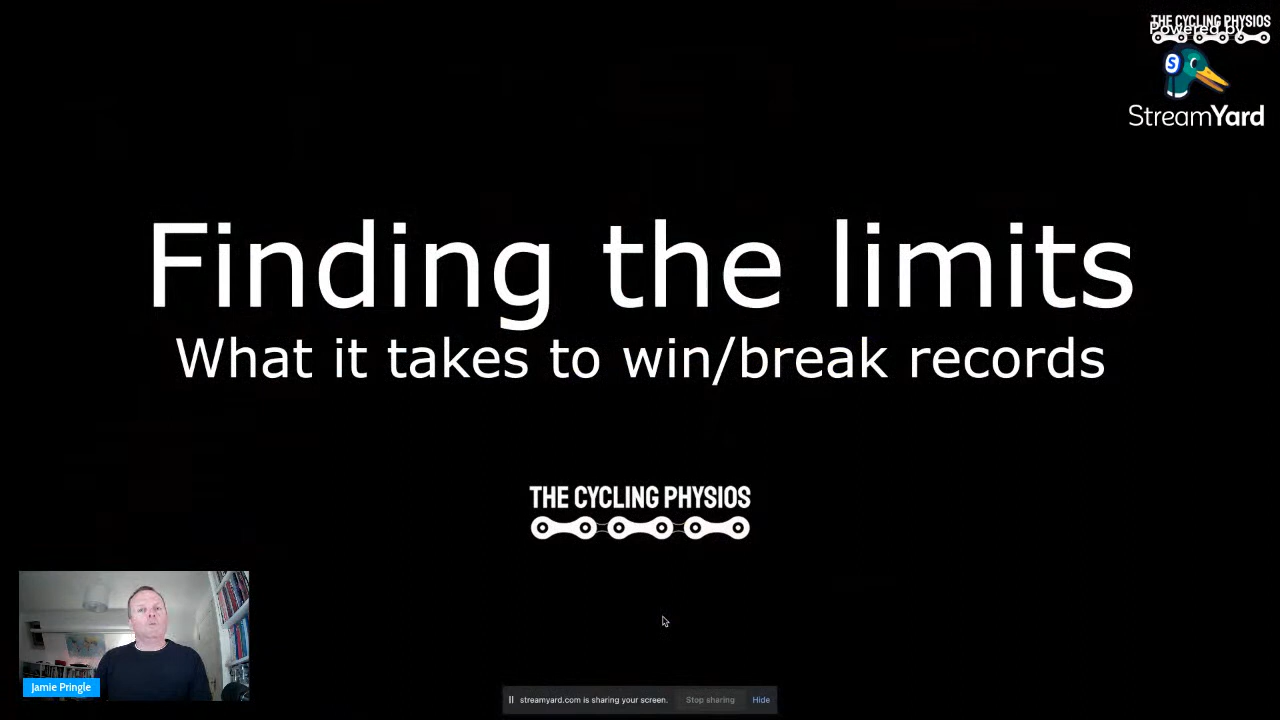 THE CYCLING PHYSIOS
Powered by
S
StreamYard
Finding the limits
What it takes to win/break records
THE CYCLING PHYSIOS
Jamie Pringle
streamyard.com is sharing your screen. Stop sharing Hide